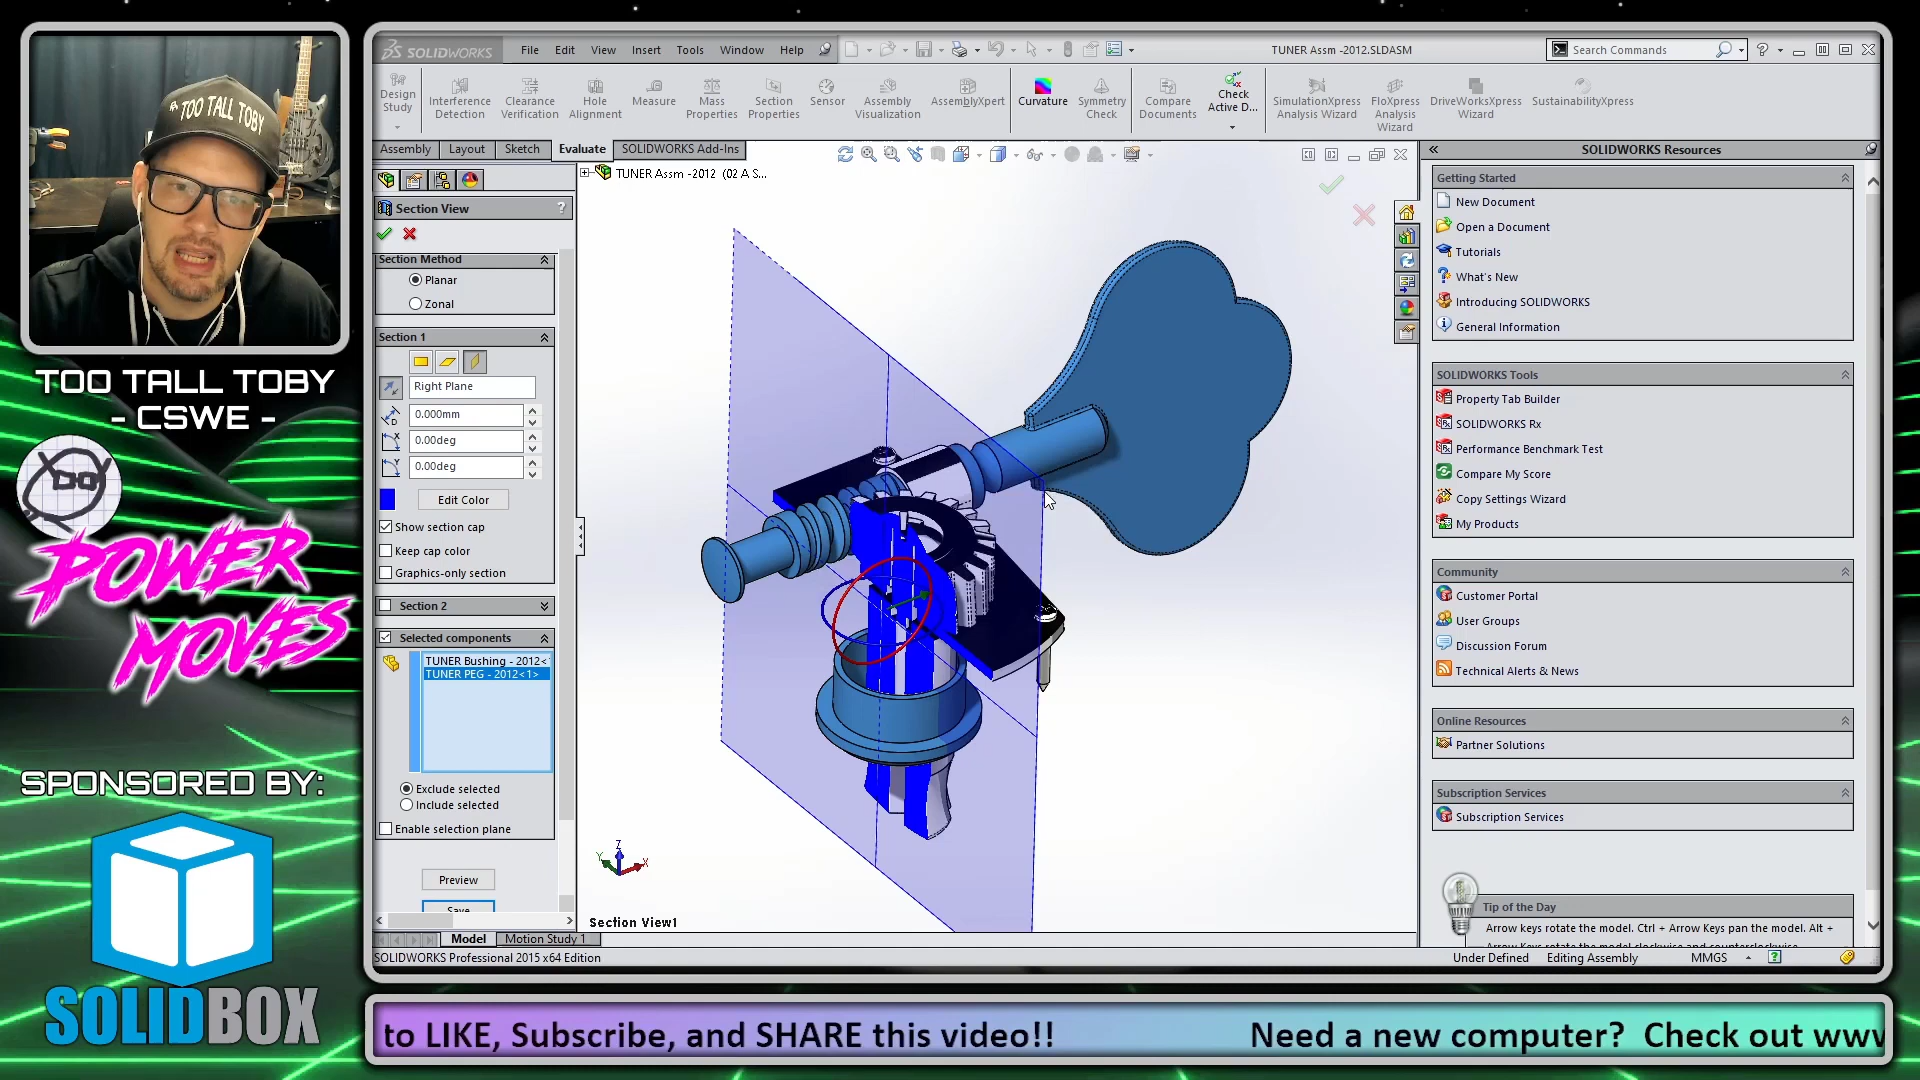 TOO TALL TOBY
TOO TALL TOBY
- CSWE -
POWER
MOVES
SPONSORED BY:
SOLIDBOX
SOLIDWORKS
File Edit View Insert Tools Window Help
TUNER Assm -2012.SLDASM
Search Commands
Design Study
Interference Detection
Clearance Verification
Hole Alignment
Measure
Mass Properties
Section Properties
Sensor
Assembly Visualization
AssemblyXpert
Curvature
Symmetry Check
Compare Documents
Check Active D...
SimulationXpress Analysis Wizard
FloXpress Analysis Wizard
DriveWorksXpress Wizard
SustainabilityXpress
Assembly Layout Sketch Evaluate SOLIDWORKS Add-Ins
TUNER Assm -2012 (02 A S...
Section View ?
Section Method
Planar
Zonal
Section 1
Right Plane
0.000mm
0.00deg
0.00deg
Edit Color
Show section cap
Keep cap color
Graphics-only section
Section 2
Selected components
TUNER Bushing - 2012<
TUNER PEG - 2012<1>
Exclude selected
Include selected
Enable selection plane
Preview
Save
Z
Y
X
Section View1
Model Motion Study 1
SOLIDWORKS Professional 2015 x64 Edition
Under Defined Editing Assembly MMGS
SOLIDWORKS Resources
Getting Started
New Document
Open a Document
Tutorials
What's New
Introducing SOLIDWORKS
General Information
SOLIDWORKS Tools
Property Tab Builder
SOLIDWORKS Rx
Performance Benchmark Test
Compare My Score
Copy Settings Wizard
My Products
Community
Customer Portal
User Groups
Discussion Forum
Technical Alerts & News
Online Resources
Partner Solutions
Subscription Services
Subscription Services
Tip of the Day
Arrow keys rotate the model. Ctrl + Arrow Keys pan the model. Alt +
Arrow Keys rotate the model clockwise and counterclockwise.
to LIKE, Subscribe, and SHARE this video!! Need a new computer? Check out www